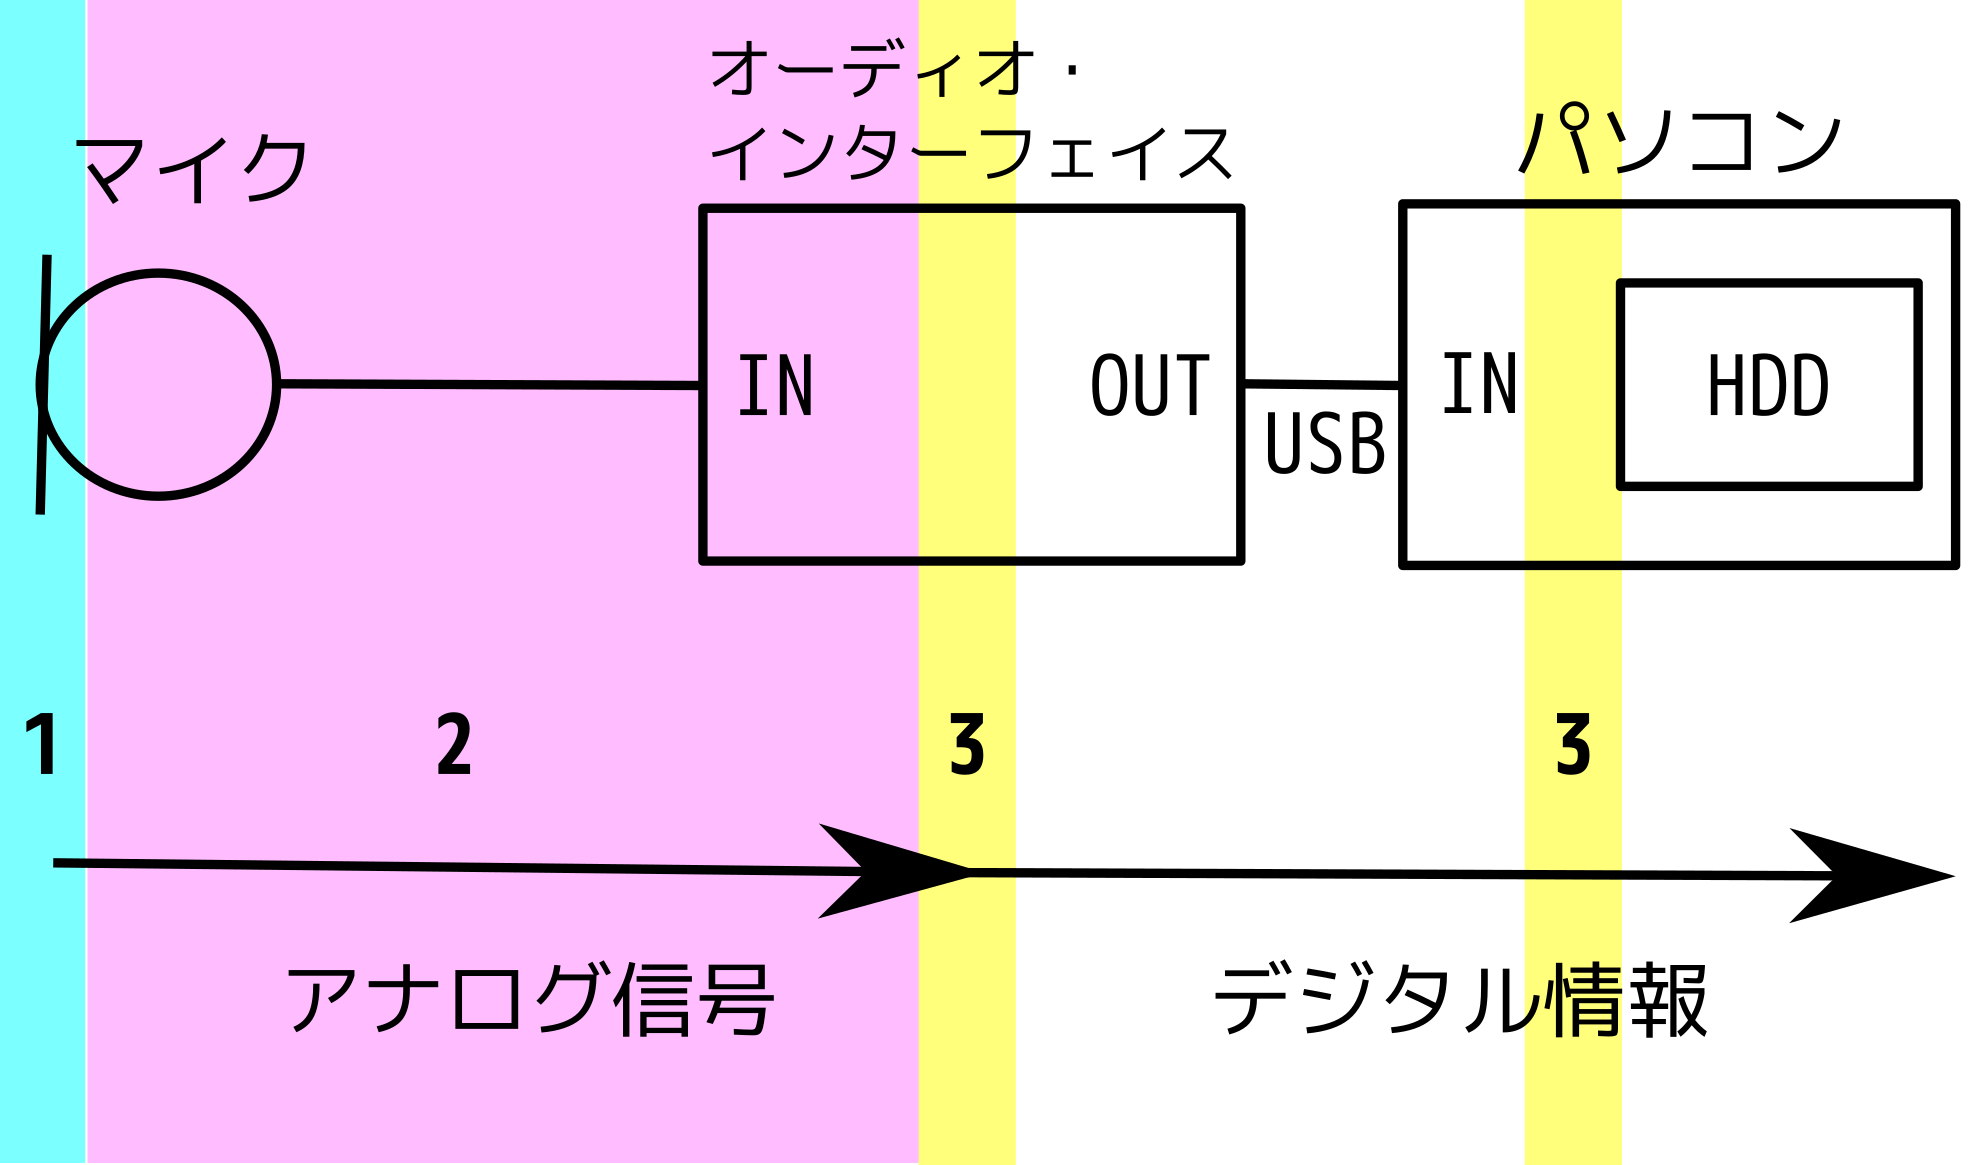 マイク
オーディオ・
インターフェイス
パソコン
IN
OUT
USB
IN
HDD
1
2
3
3
アナログ信号
デジタル情報